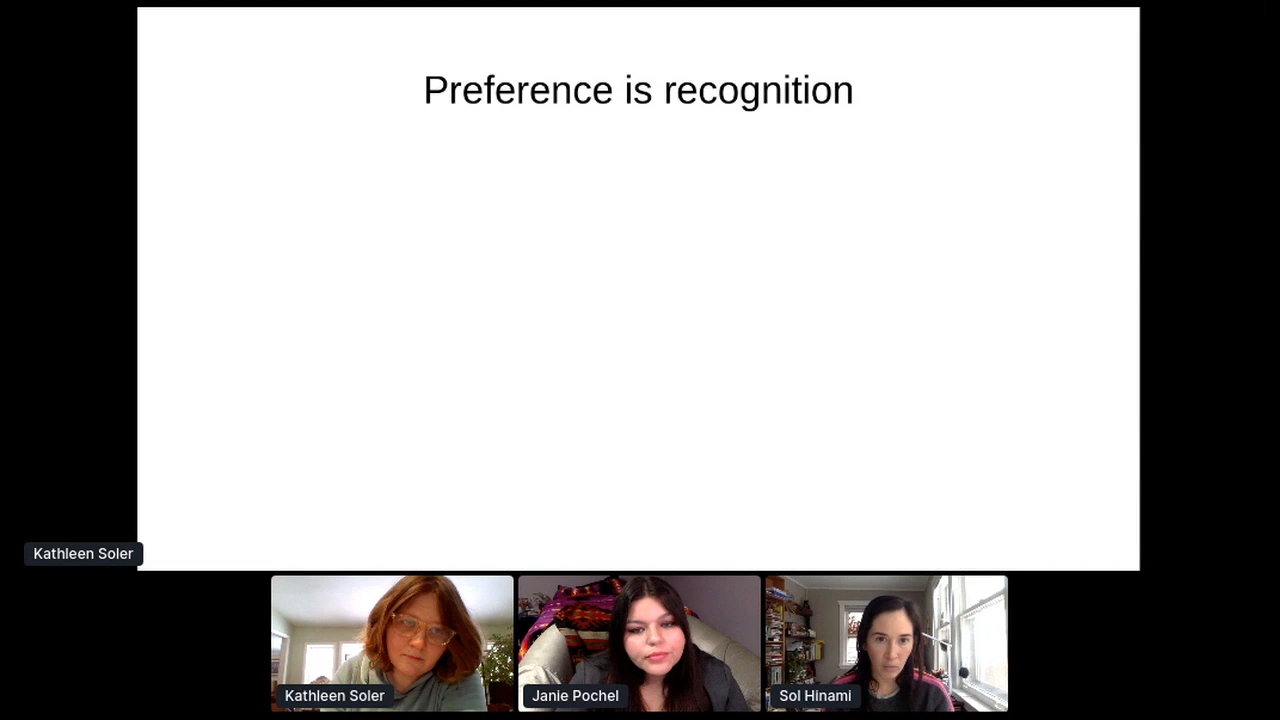 Preference is recognition
Kathleen Soler
Kathleen Soler
Janie Pochel
Sol Hinami